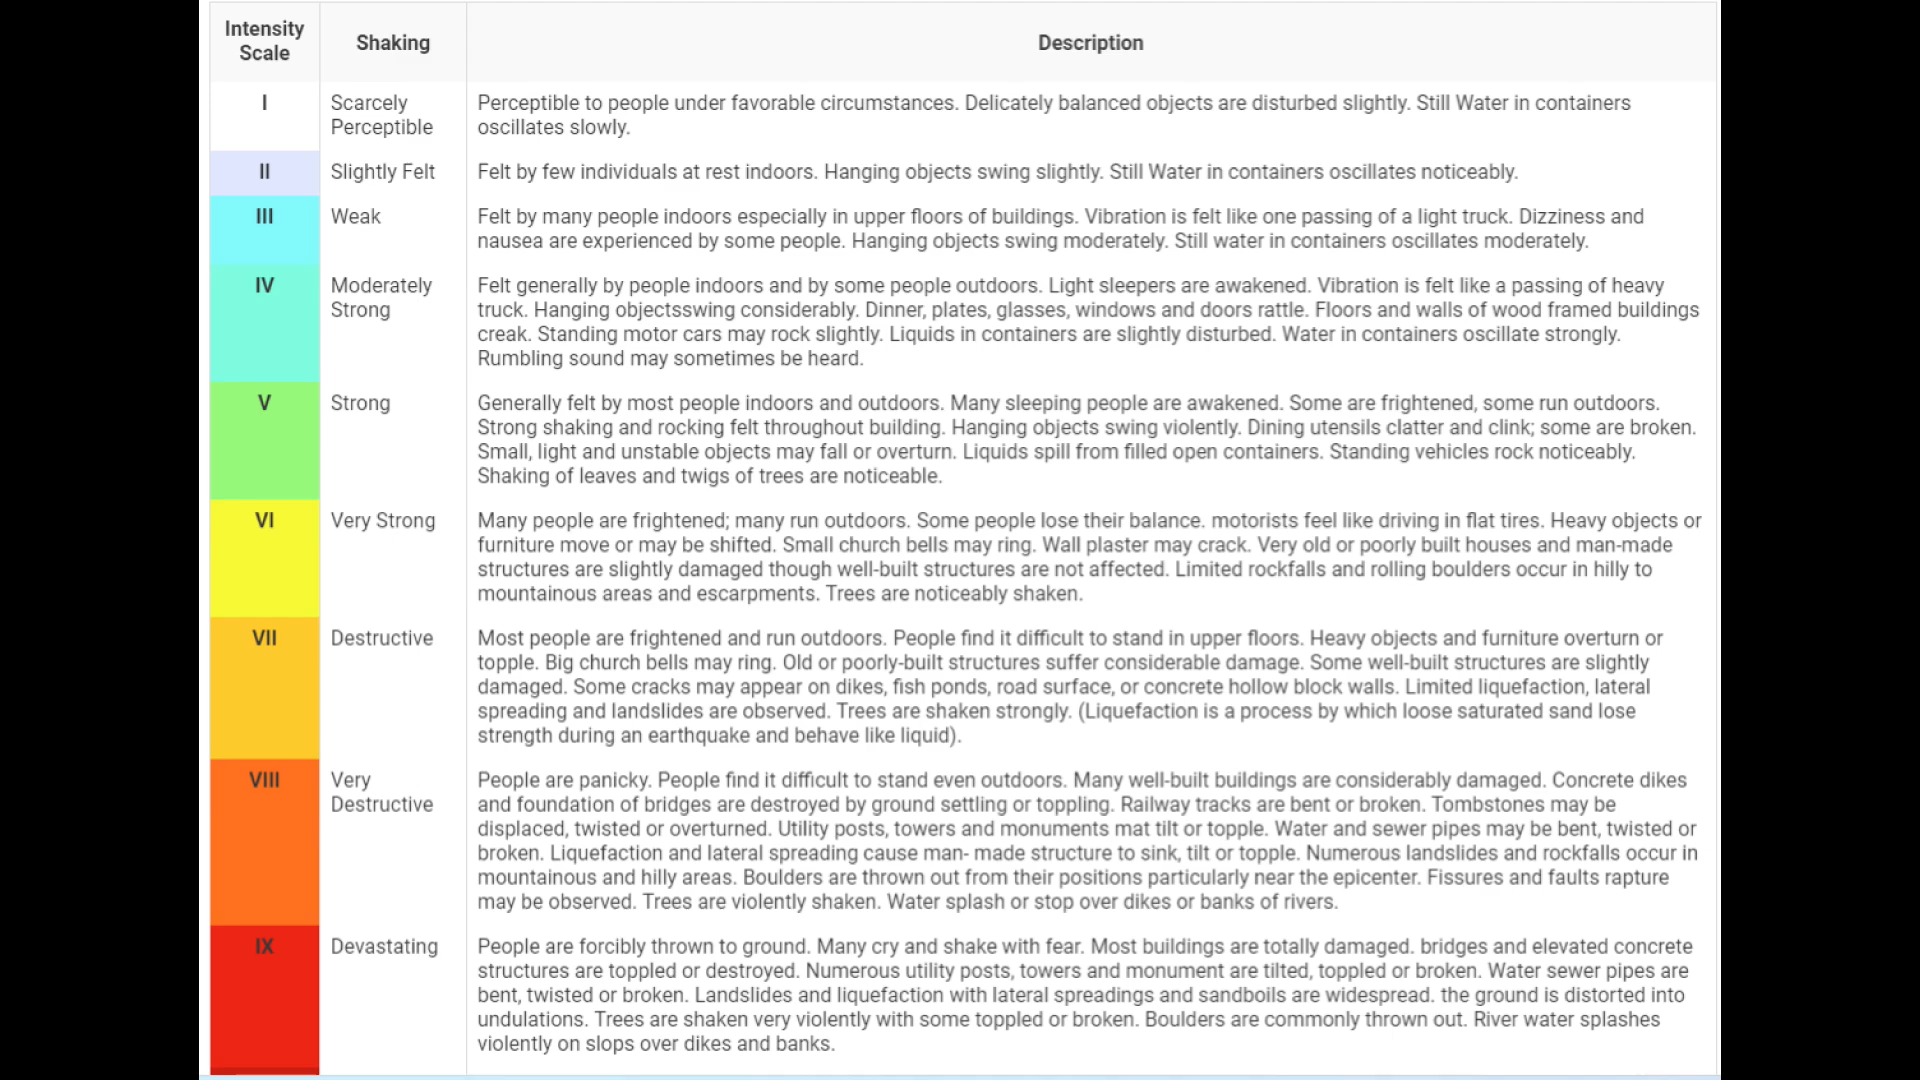 Intensity
Scale
Shaking
Description
I
Scarcely
Perceptible
Perceptible to people under favorable circumstances. Delicately balanced objects are disturbed slightly. Still Water in containers
oscillates slowly.
II
Slightly Felt
Felt by few individuals at rest indoors. Hanging objects swing slightly. Still Water in containers oscillates noticeably.
III
Weak
Felt by many people indoors especially in upper floors of buildings. Vibration is felt like one passing of a light truck. Dizziness and
nausea are experienced by some people. Hanging objects swing moderately. Still water in containers oscillates moderately.
IV
Moderately
Strong
Felt generally by people indoors and by some people outdoors. Light sleepers are awakened. Vibration is felt like a passing of heavy
truck. Hanging objectsswing considerably. Dinner, plates, glasses, windows and doors rattle. Floors and walls of wood framed buildings
creak. Standing motor cars may rock slightly. Liquids in containers are slightly disturbed. Water in containers oscillate strongly.
Rumbling sound may sometimes be heard.
V
Strong
Generally felt by most people indoors and outdoors. Many sleeping people are awakened. Some are frightened, some run outdoors.
Strong shaking and rocking felt throughout building. Hanging objects swing violently. Dining utensils clatter and clink; some are broken.
Small, light and unstable objects may fall or overturn. Liquids spill from filled open containers. Standing vehicles rock noticeably.
Shaking of leaves and twigs of trees are noticeable.
VI
Very Strong
Many people are frightened; many run outdoors. Some people lose their balance. motorists feel like driving in flat tires. Heavy objects or
furniture move or may be shifted. Small church bells may ring. Wall plaster may crack. Very old or poorly built houses and man-made
structures are slightly damaged though well-built structures are not affected. Limited rockfalls and rolling boulders occur in hilly to
mountainous areas and escarpments. Trees are noticeably shaken.
VII
Destructive
Most people are frightened and run outdoors. People find it difficult to stand in upper floors. Heavy objects and furniture overturn or
topple. Big church bells may ring. Old or poorly-built structures suffer considerable damage. Some well-built structures are slightly
damaged. Some cracks may appear on dikes, fish ponds, road surface, or concrete hollow block walls. Limited liquefaction, lateral
spreading and landslides are observed. Trees are shaken strongly. (Liquefaction is a process by which loose saturated sand lose
strength during an earthquake and behave like liquid).
VIII
Very
Destructive
People are panicky. People find it difficult to stand even outdoors. Many well-built buildings are considerably damaged. Concrete dikes
and foundation of bridges are destroyed by ground settling or toppling. Railway tracks are bent or broken. Tombstones may be
displaced, twisted or overturned. Utility posts, towers and monuments mat tilt or topple. Water and sewer pipes may be bent, twisted or
broken. Liquefaction and lateral spreading cause man- made structure to sink, tilt or topple. Numerous landslides and rockfalls occur in
mountainous and hilly areas. Boulders are thrown out from their positions particularly near the epicenter. Fissures and faults rapture
may be observed. Trees are violently shaken. Water splash or stop over dikes or banks of rivers.
IX
Devastating
People are forcibly thrown to ground. Many cry and shake with fear. Most buildings are totally damaged. bridges and elevated concrete
structures are toppled or destroyed. Numerous utility posts, towers and monument are tilted, toppled or broken. Water sewer pipes are
bent, twisted or broken. Landslides and liquefaction with lateral spreadings and sandboils are widespread. the ground is distorted into
undulations. Trees are shaken very violently with some toppled or broken. Boulders are commonly thrown out. River water splashes
violently on slops over dikes and banks.